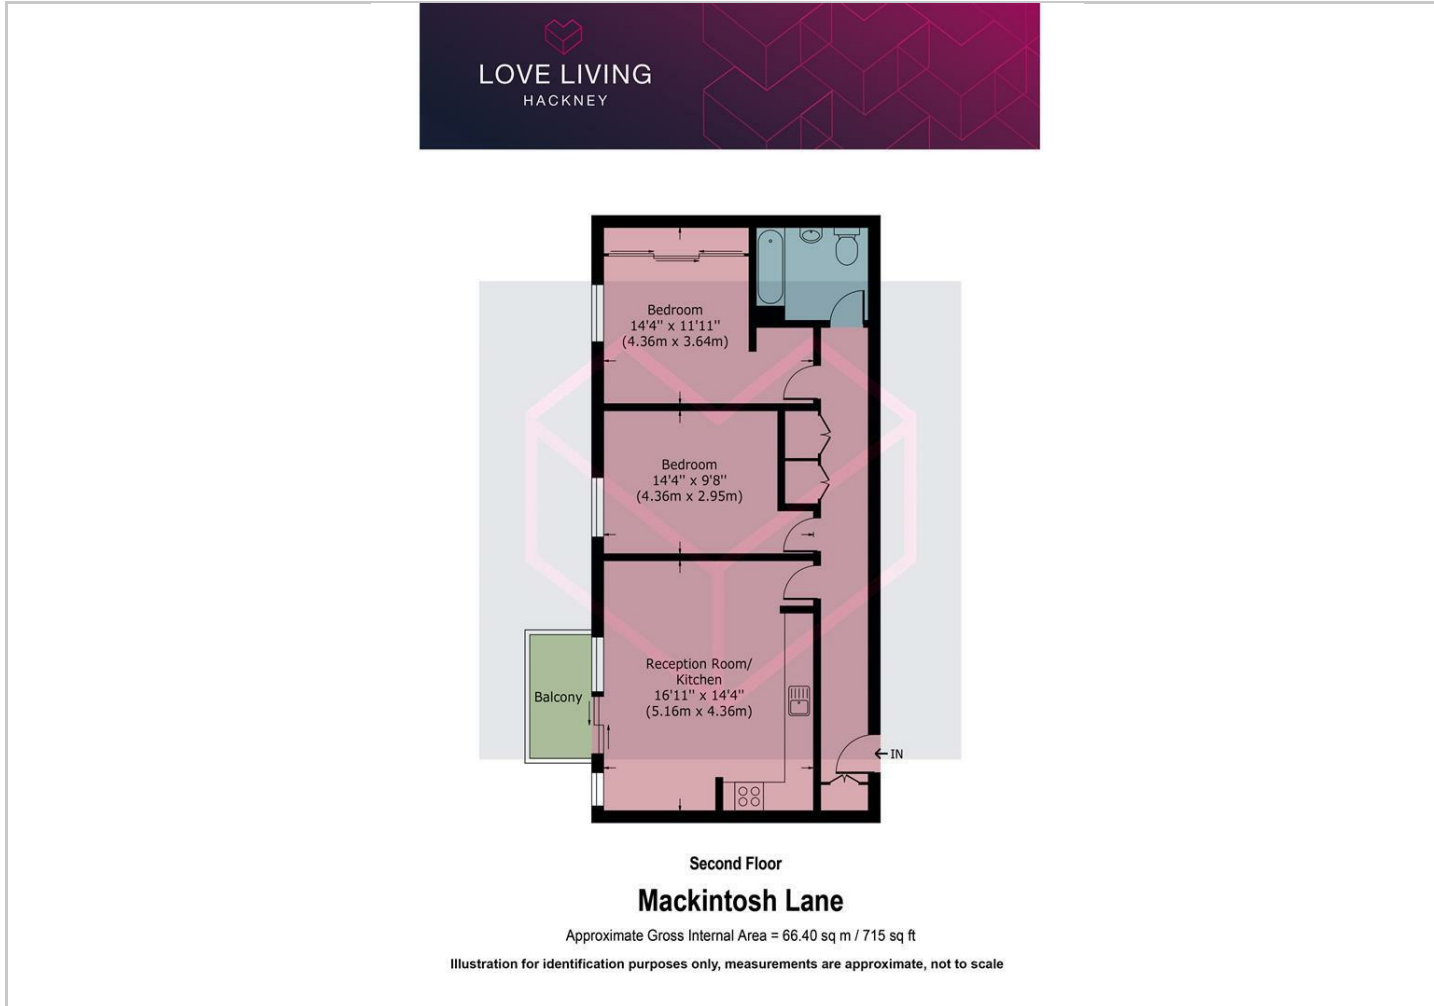 LOVE LIVING
HACKNEY
Bedroom
14'4" x 11'11"
(4.36m x 3.64m)
Bedroom
14'4" x 9'8"
(4.36m x 2.95m)
Reception Room/
Kitchen
16'11" x 14'4"
(5.16m x 4.36m)
Balcony
IN
Second Floor
Mackintosh Lane
Approximate Gross Internal Area = 66.40 sq m / 715 sq ft
Illustration for identification purposes only, measurements are approximate, not to scale